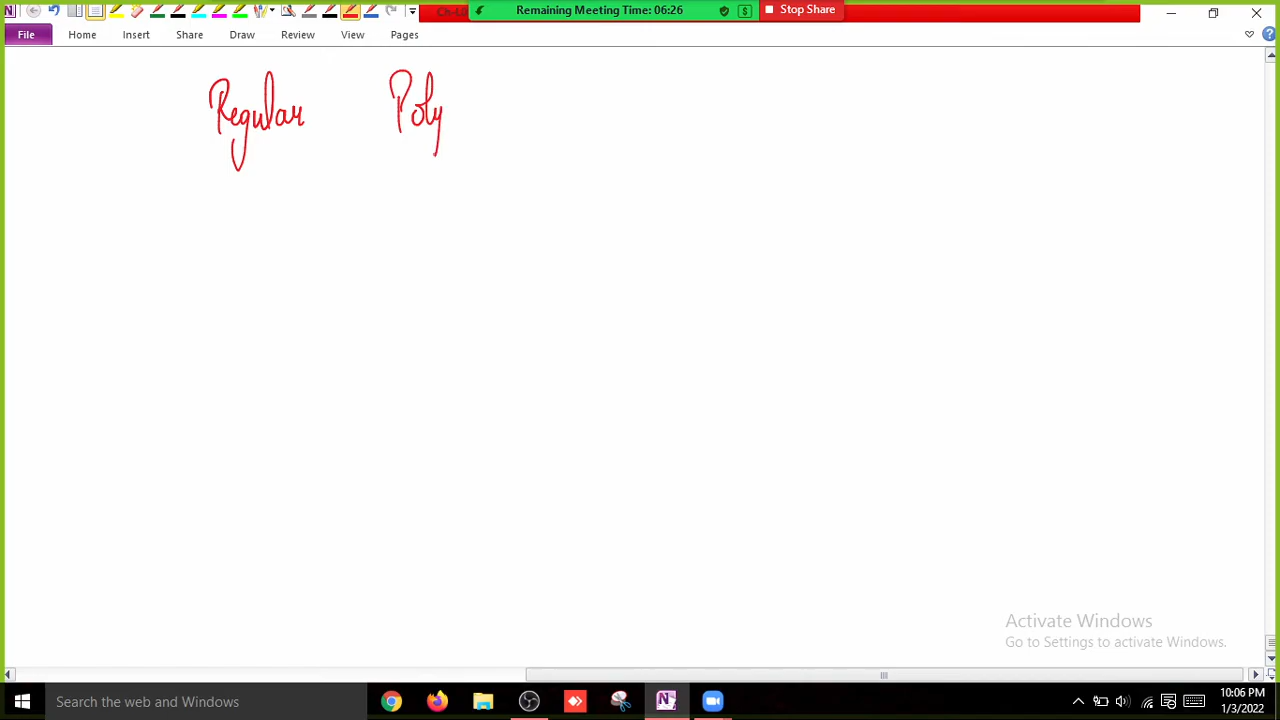 Remaining Meeting Time: 06:26
Stop Share
File Home Insert Share Draw Review View Pages
Regular Poly
Activate Windows
Go to Settings to activate Windows.
Search the web and Windows
10:06 PM
1/3/2022